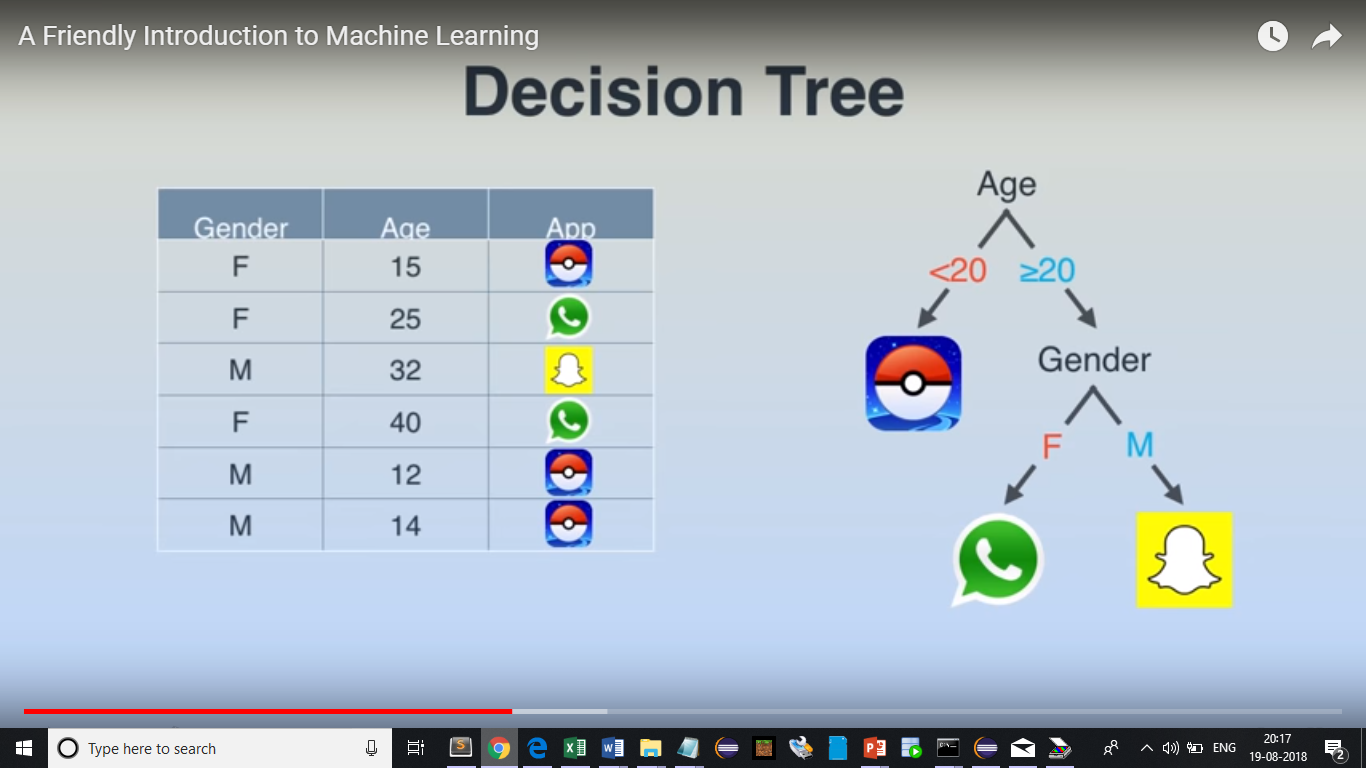 A Friendly Introduction to Machine Learning
Decision Tree
Gender Age App
F 15
F 25
M 32
F 40
M 12
M 14
Age
<20 ≥20
Gender
F M
Type here to search
S
ENG
20:17
19-08-2018
2